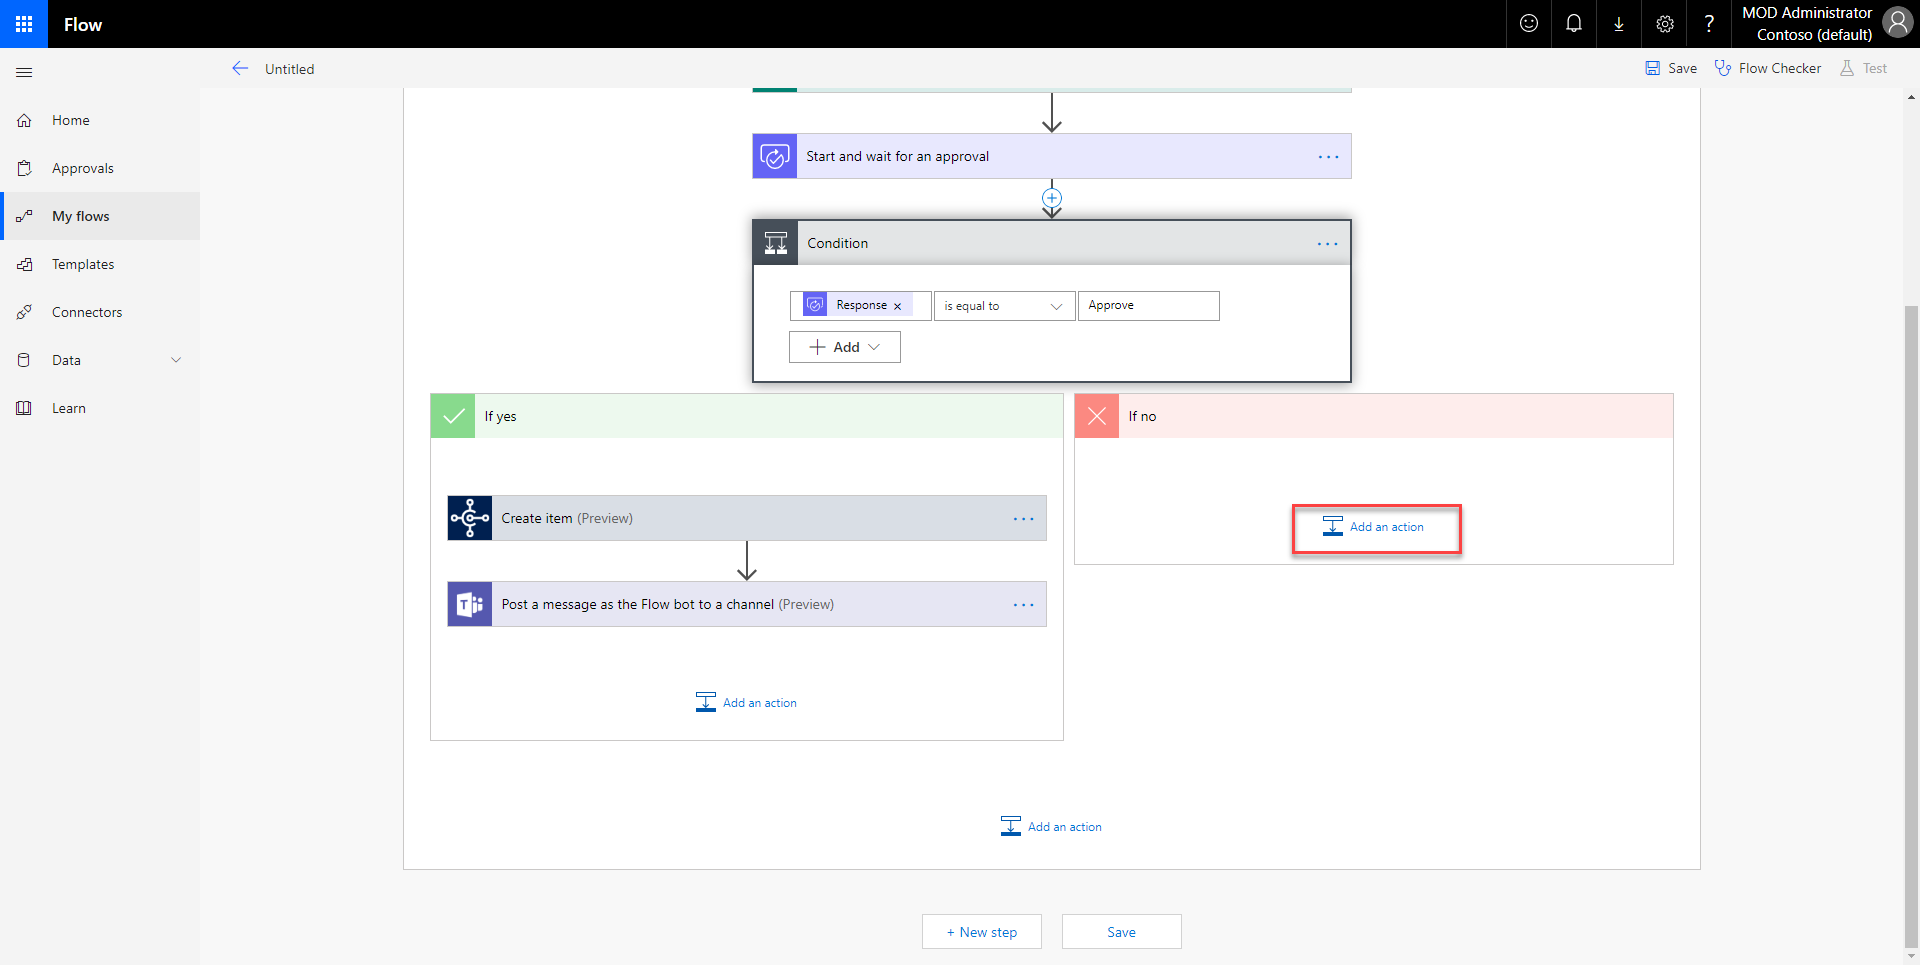 Flow
MOD Administrator
Contoso (default)
Untitled
Save
Flow Checker
Test
Home
Approvals
My flows
Templates
Connectors
Data
Learn
Start and wait for an approval
Condition
Response
is equal to
Approve
Add
If yes
If no
Create item (Preview)
Add an action
Post a message as the Flow bot to a channel (Preview)
Add an action
Add an action
+ New step
Save